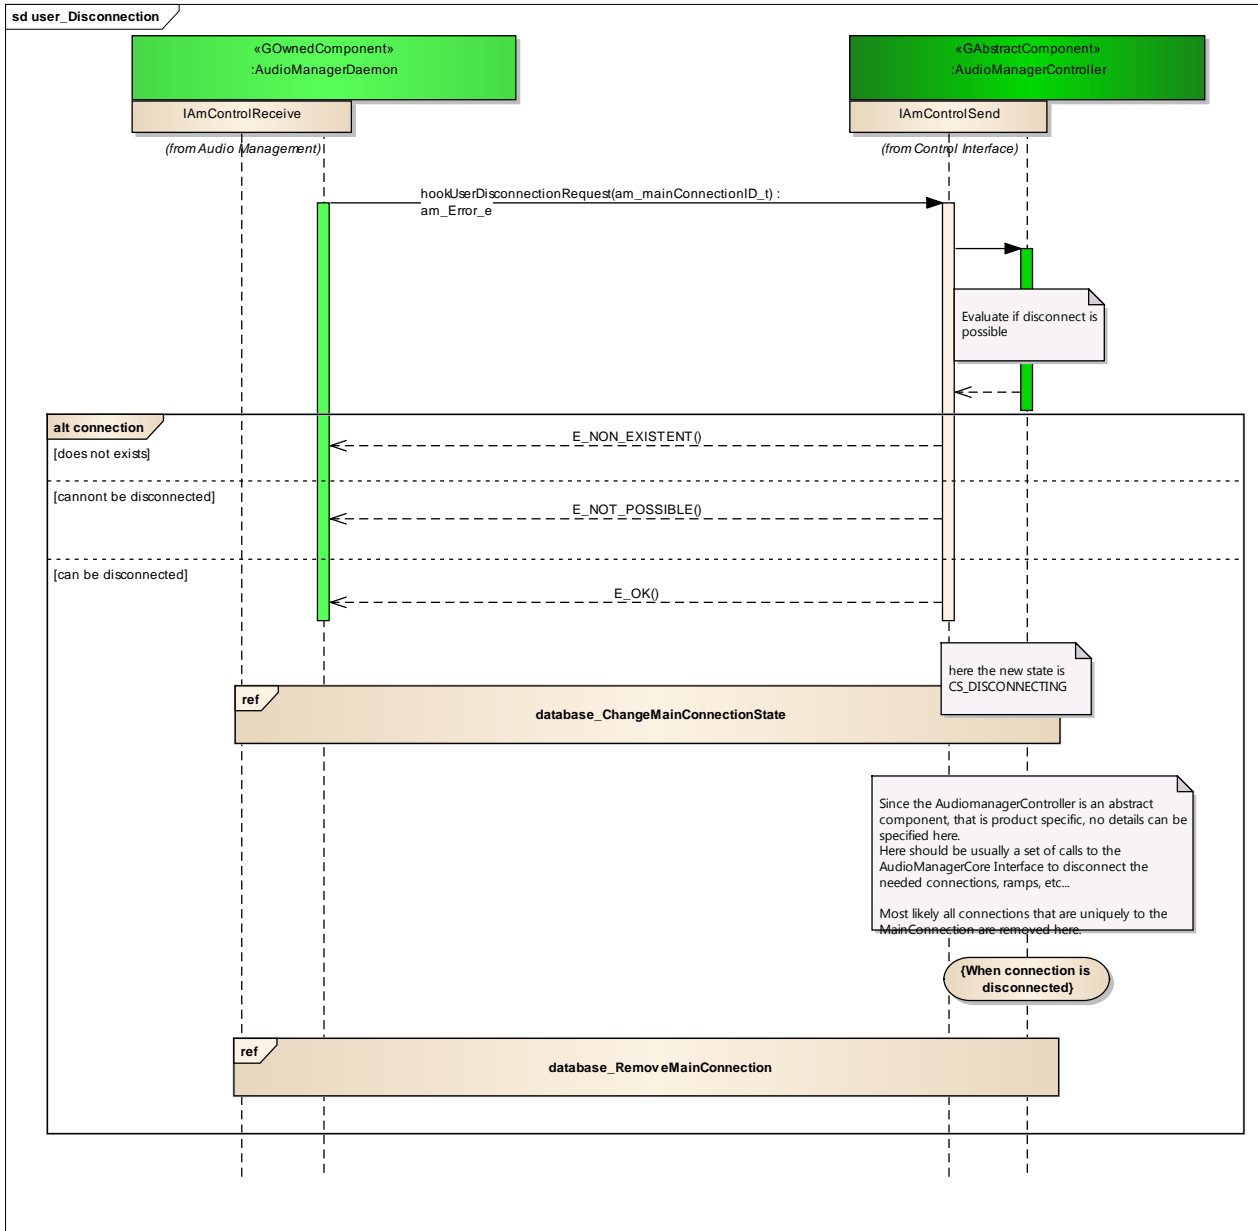 sd user_Disconnection
«GOwnedComponent»
:AudioManagerDaemon
«GAbstractComponent»
:AudioManagerController
IAmControlReceive
IAmControlSend
(from Audio Management)
(from Control Interface)
hookUserDisconnectionRequest(am_mainConnectionID_t) :
am_Error_e
Evaluate if disconnect is
possible
alt connection
E_NON_EXISTENT()
[does not exists]
[cannont be disconnected]
E_NOT_POSSIBLE()
[can be disconnected]
E_OK()
here the new state is
CS_DISCONNECTING
ref
database_ChangeMainConnectionState
Since the AudiomanagerController is an abstract
component, that is product specific, no details can be
specified here.
Here should be usually a set of calls to the
AudioManagerCore Interface to disconnect the
needed connections, ramps, etc...
Most likely all connections that are uniquely to the
MainConnection are removed here.
{When connection is
disconnected}
ref
database_RemoveMainConnection